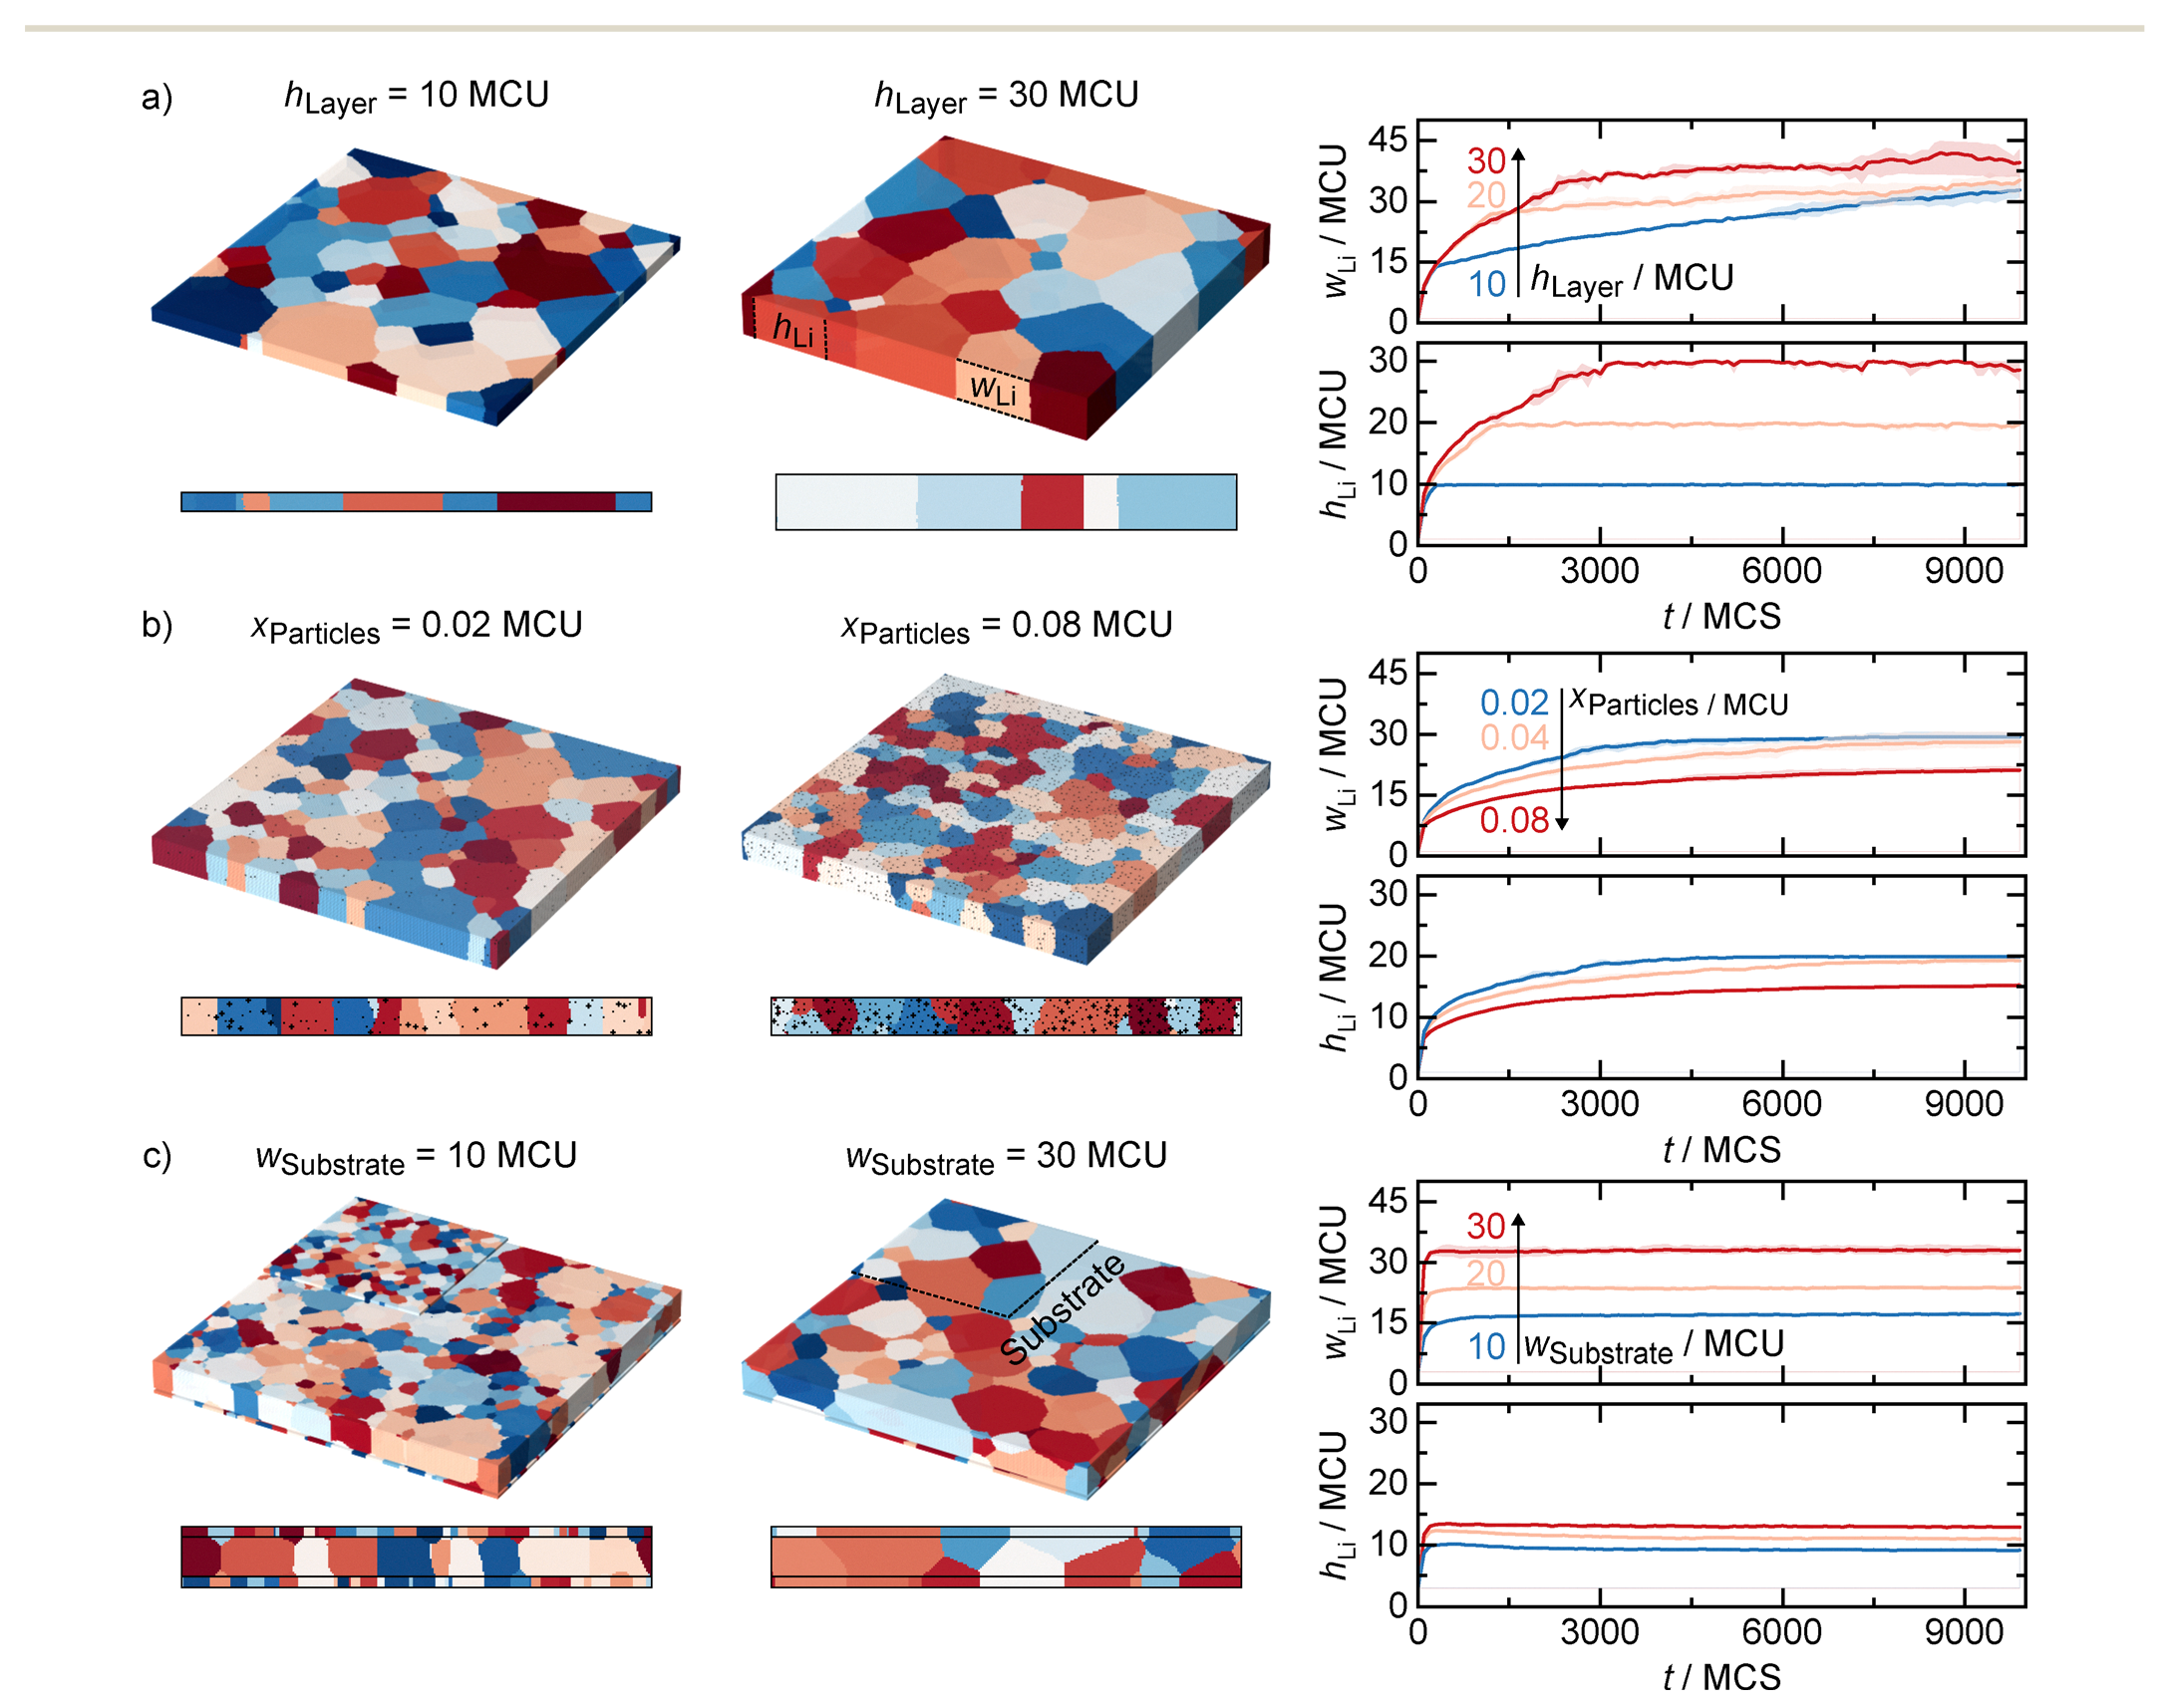 a)
hLayer = 10 MCU
hLayer = 30 MCU
hLi
wLi
45
30
15
0
wLi / MCU
30
20
10
hLayer / MCU
30
20
10
0
hLi / MCU
0
3000
6000
9000
t / MCS
b)
xParticles = 0.02 MCU
xParticles = 0.08 MCU
45
30
15
0
wLi / MCU
0.02
0.04
0.08
xParticles / MCU
30
20
10
0
hLi / MCU
0
3000
6000
9000
t / MCS
c)
wSubstrate = 10 MCU
wSubstrate = 30 MCU
Substrate
45
30
15
0
wLi / MCU
30
20
10
wSubstrate / MCU
30
20
10
0
hLi / MCU
0
3000
6000
9000
t / MCS